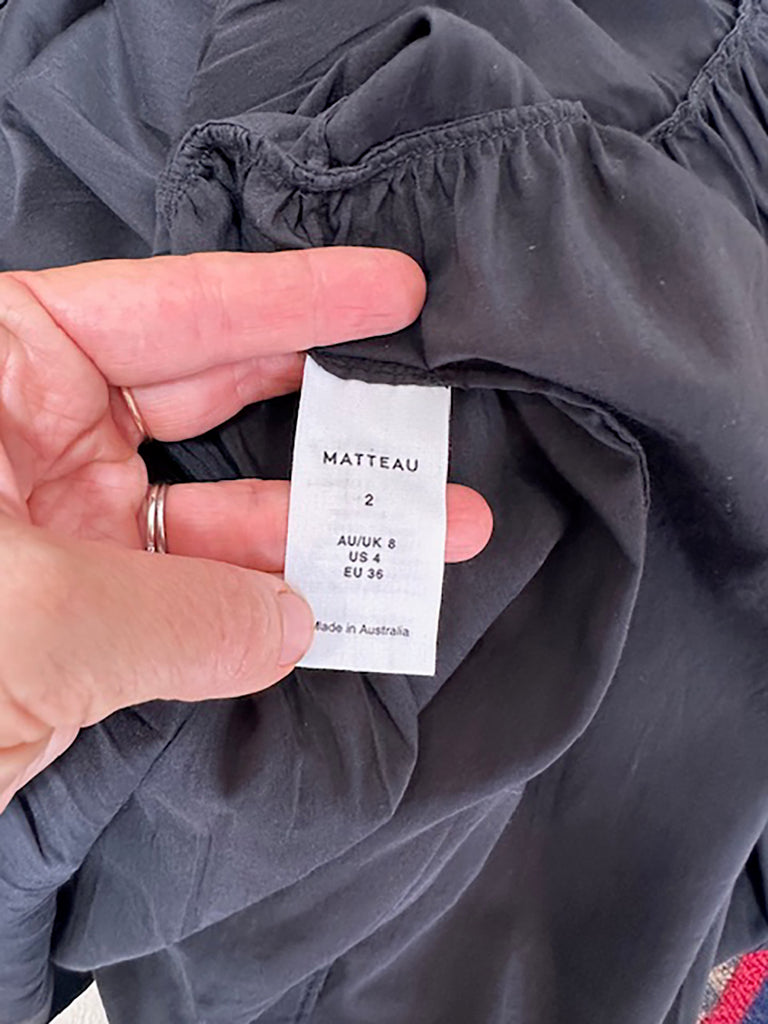 MATTEAU
2
AU/UK 8
US 4
EU 36
Made in Australia